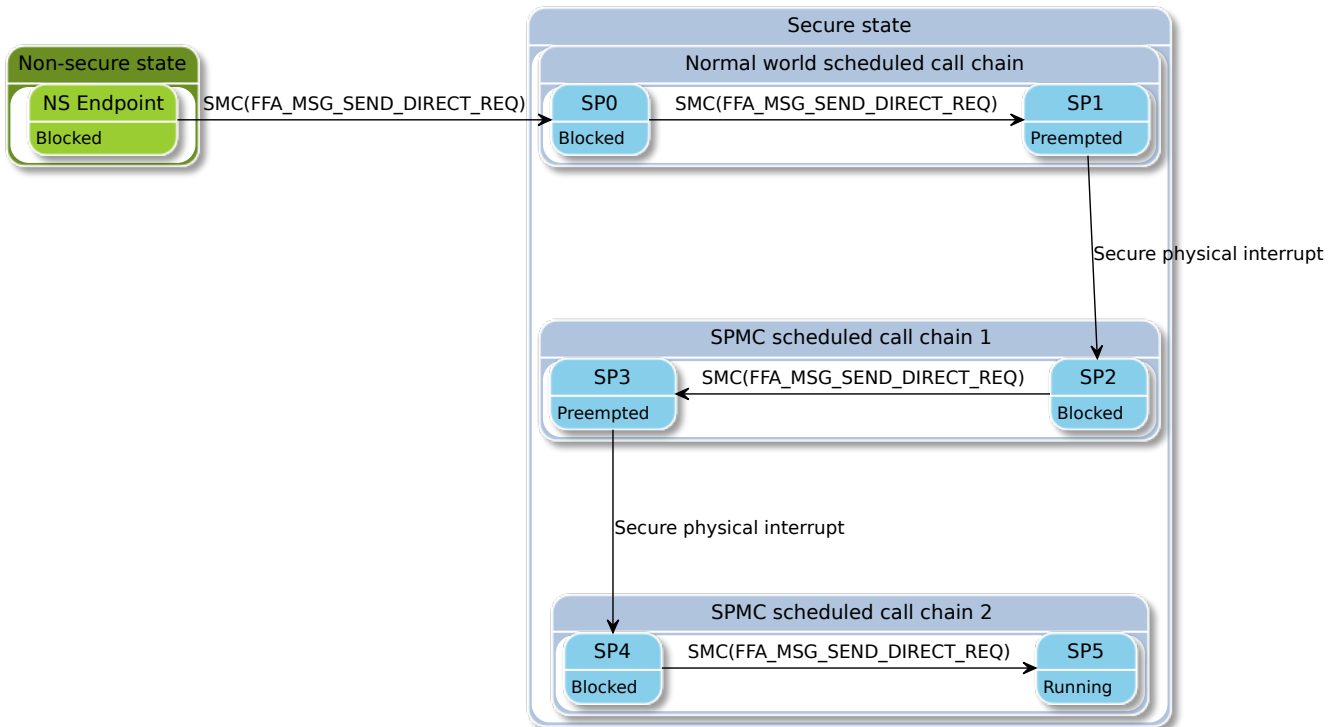 Secure state
Non-secure state
Normal world scheduled call chain
NS Endpoint
Blocked
SMC(FFA_MSG_SEND_DIRECT_REQ)
SP0
Blocked
SMC(FFA_MSG_SEND_DIRECT_REQ)
SP1
Preempted
Secure physical interrupt
SPMC scheduled call chain 1
SP3
Preempted
SMC(FFA_MSG_SEND_DIRECT_REQ)
SP2
Blocked
Secure physical interrupt
SPMC scheduled call chain 2
SP4
Blocked
SMC(FFA_MSG_SEND_DIRECT_REQ)
SP5
Running